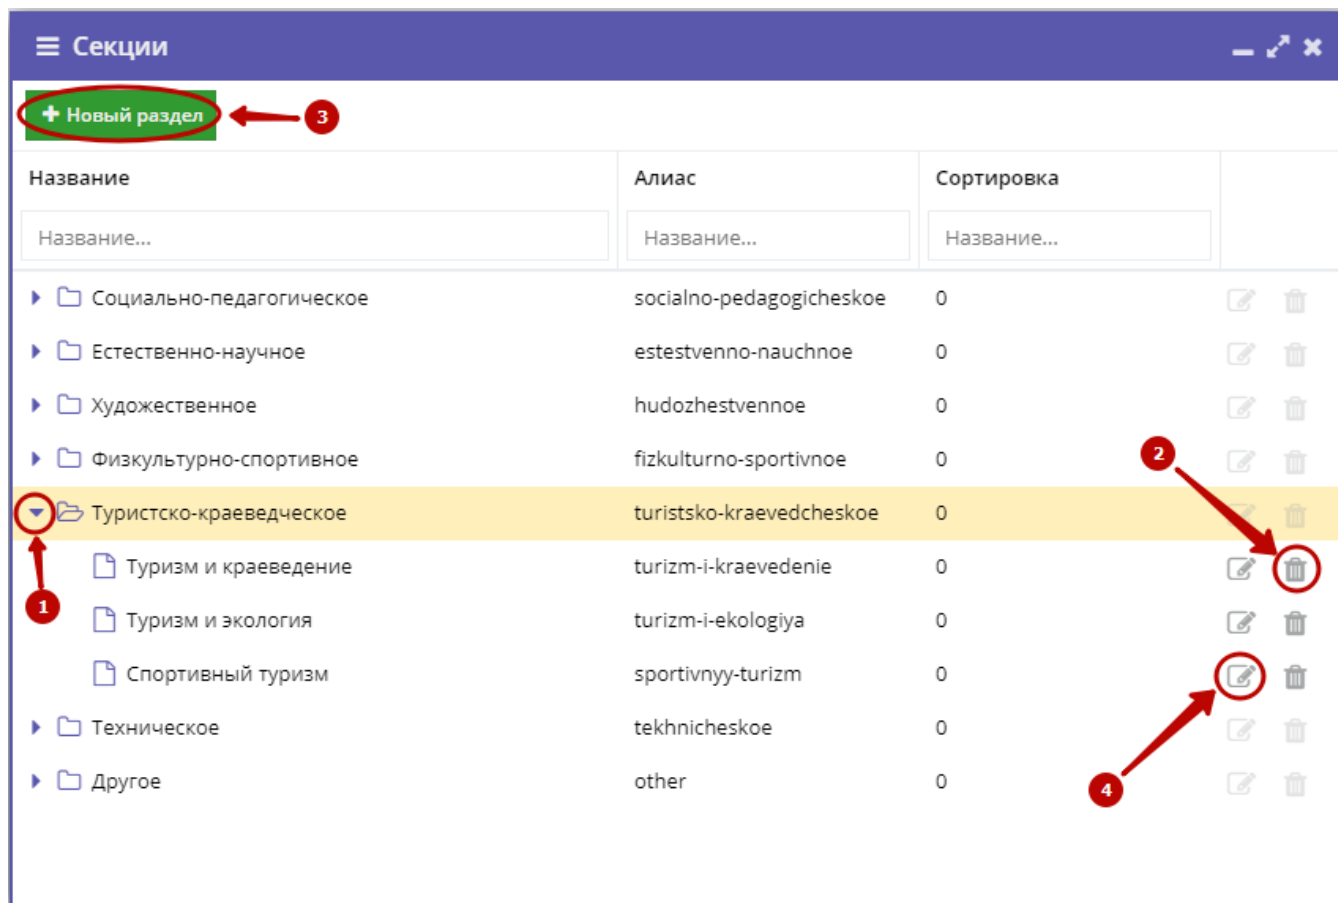 Секции
Новый раздел
3
Название Алиас Сортировка
Название... Название... Название...
Социально-педагогическое socialno-pedagogicheskoe 0
Естественно-научное estestvenno-nauchnoe 0
Художественное hudozhestvennoe 0
Физкультурно-спортивное fizkulturno-sportivnoe 0
2
Туристско-краеведческое turistsko-kraevedcheskoe 0
Туризм и краеведение turizm-i-kraevedenie 0
1
Туризм и экология turizm-i-ekologiya 0
Спортивный туризм sportivnyy-turizm 0
Техническое tekhnicheskoe 0
Другое other 0
4